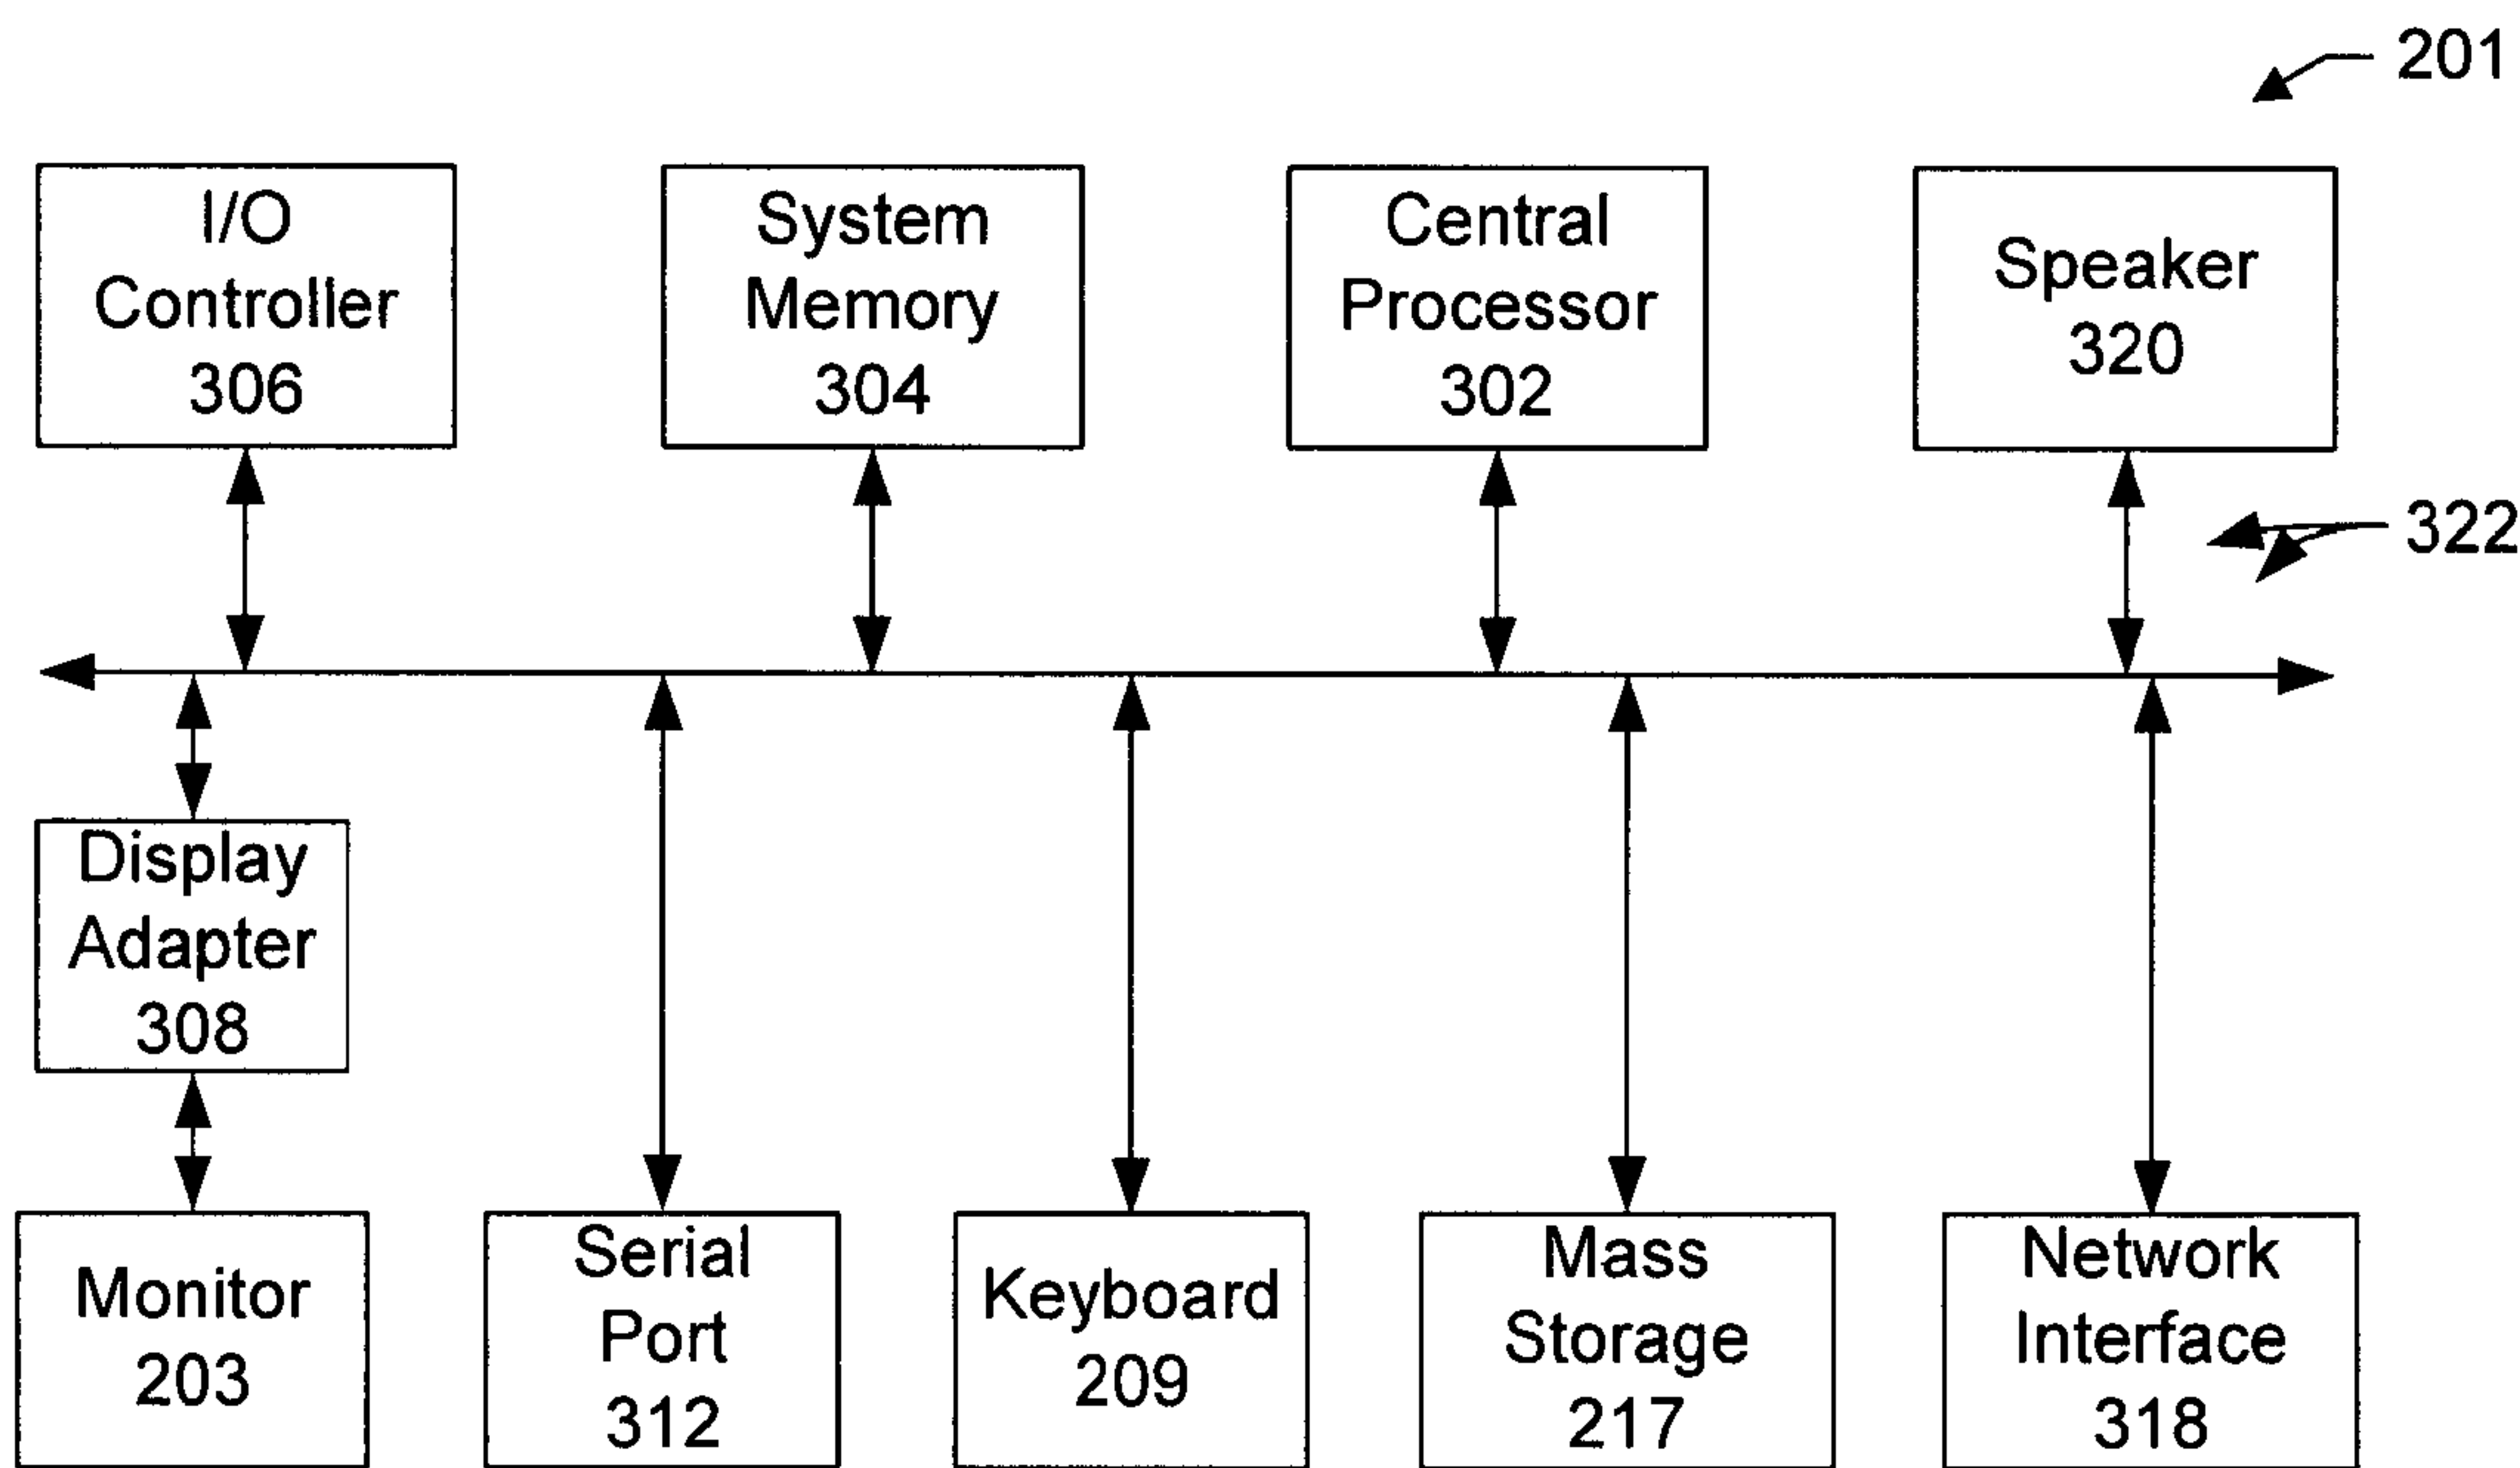 201
I/O
Controller
306
System
Memory
304
Central
Processor
302
Speaker
320
322
Display
Adapter
308
Monitor
203
Serial
Port
312
Keyboard
209
Mass
Storage
217
Network
Interface
318